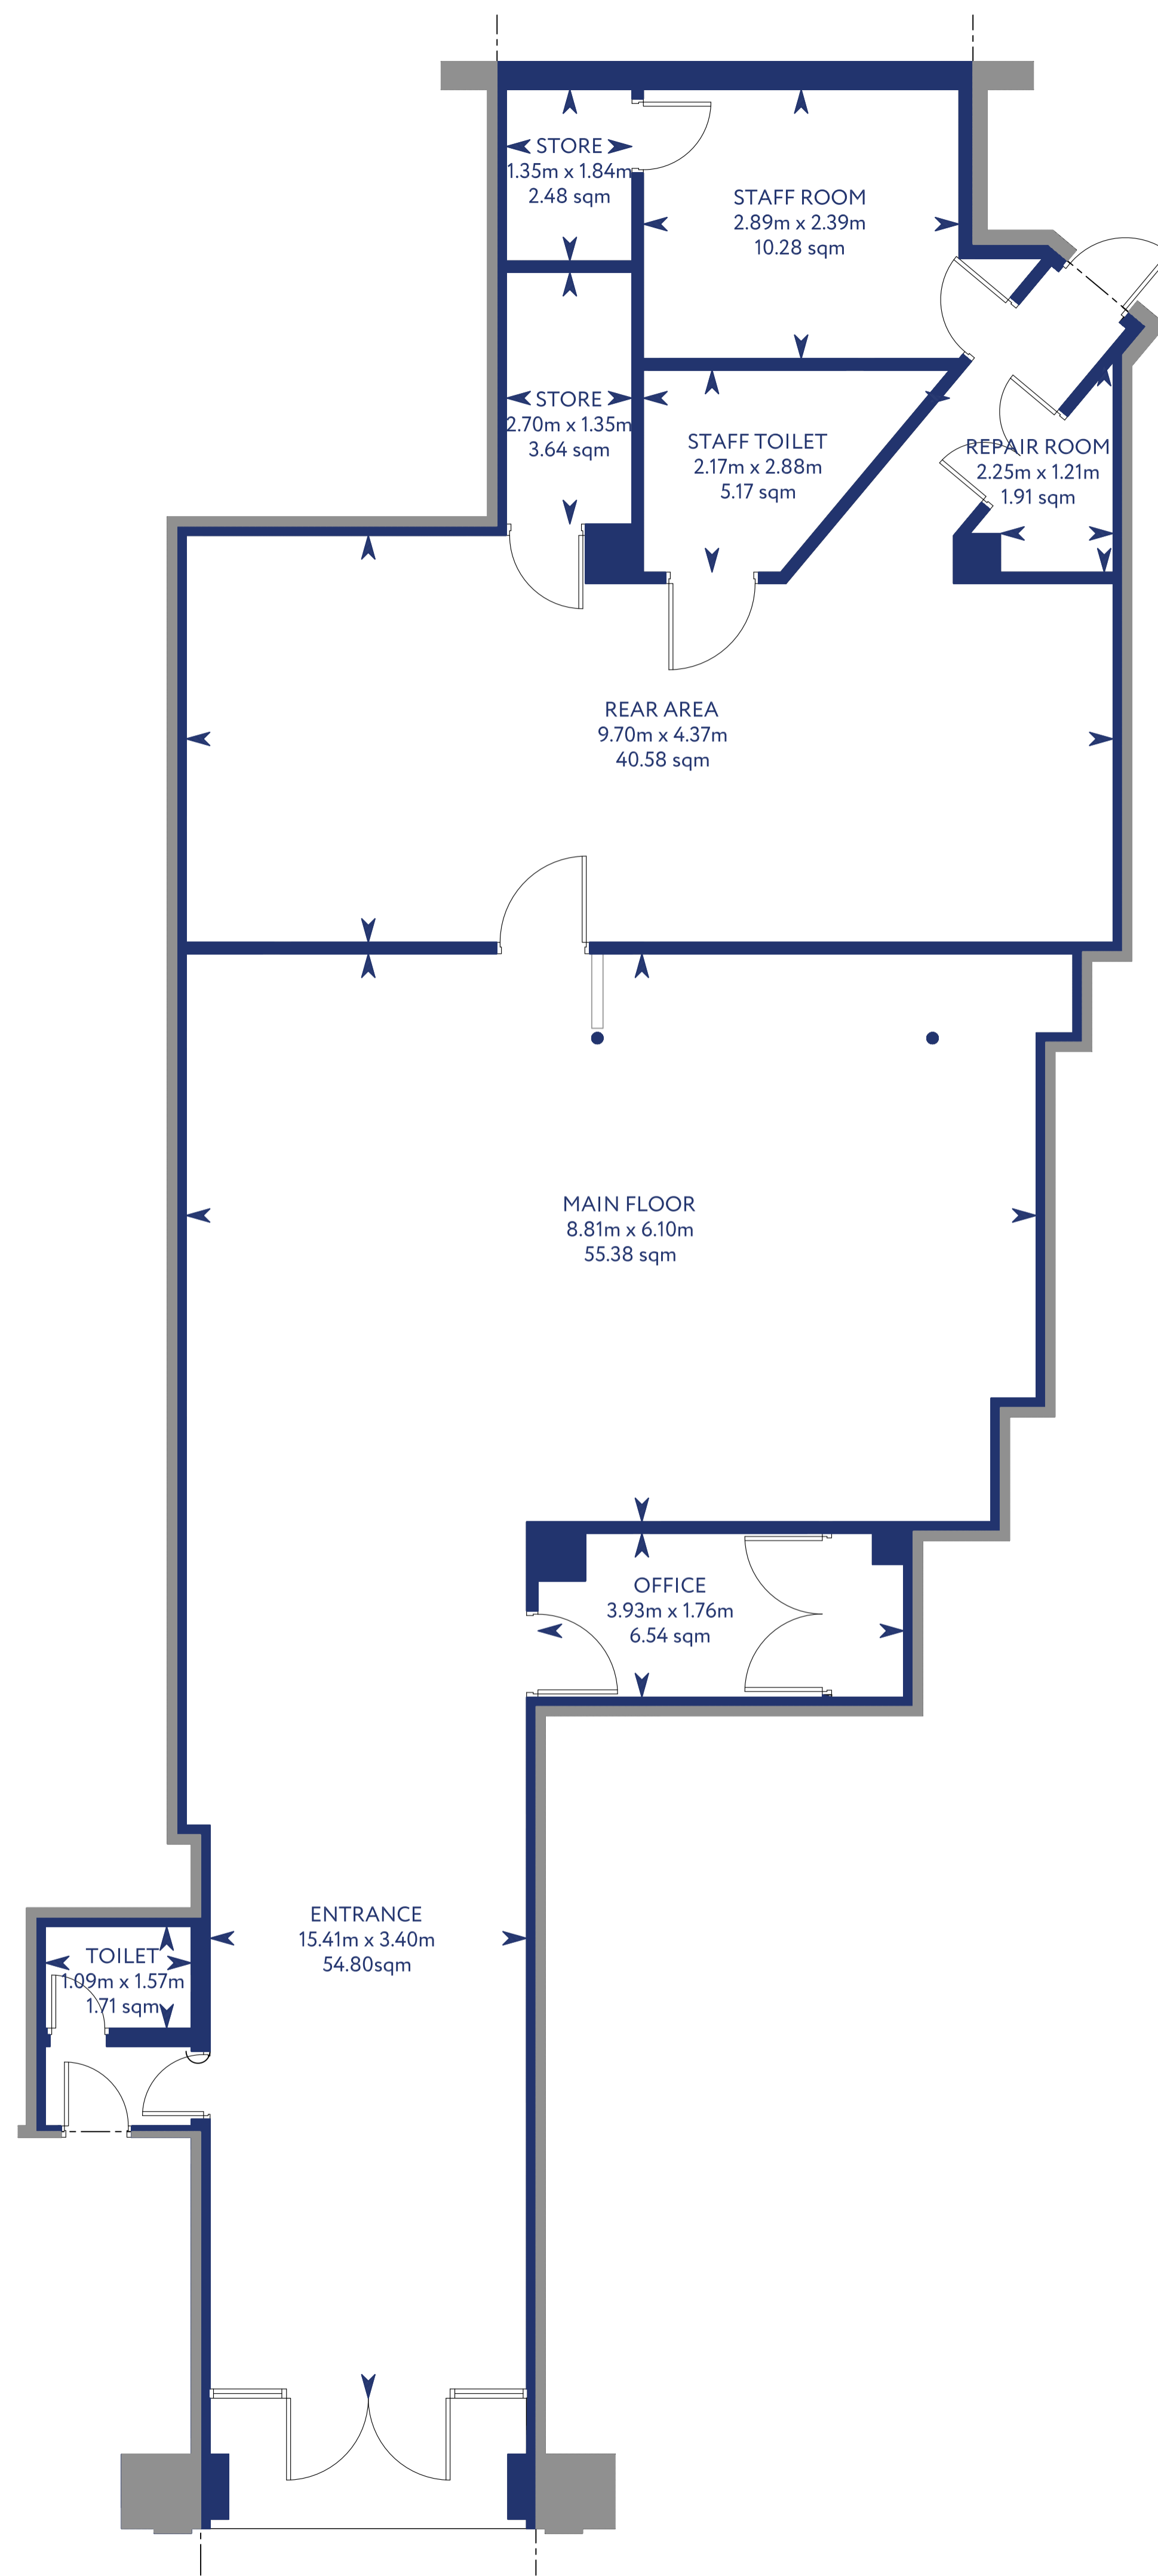 STORE
1.35m x 1.84m
2.48 sqm
STAFF ROOM
2.89m x 2.39m
10.28 sqm
STORE
2.70m x 1.35m
3.64 sqm
STAFF TOILET
2.17m x 2.88m
5.17 sqm
REPAIR ROOM
2.25m x 1.21m
1.91 sqm
REAR AREA
9.70m x 4.37m
40.58 sqm
MAIN FLOOR
8.81m x 6.10m
55.38 sqm
OFFICE
3.93m x 1.76m
6.54 sqm
ENTRANCE
15.41m x 3.40m
54.80sqm
TOILET
1.09m x 1.57m
1.71 sqm